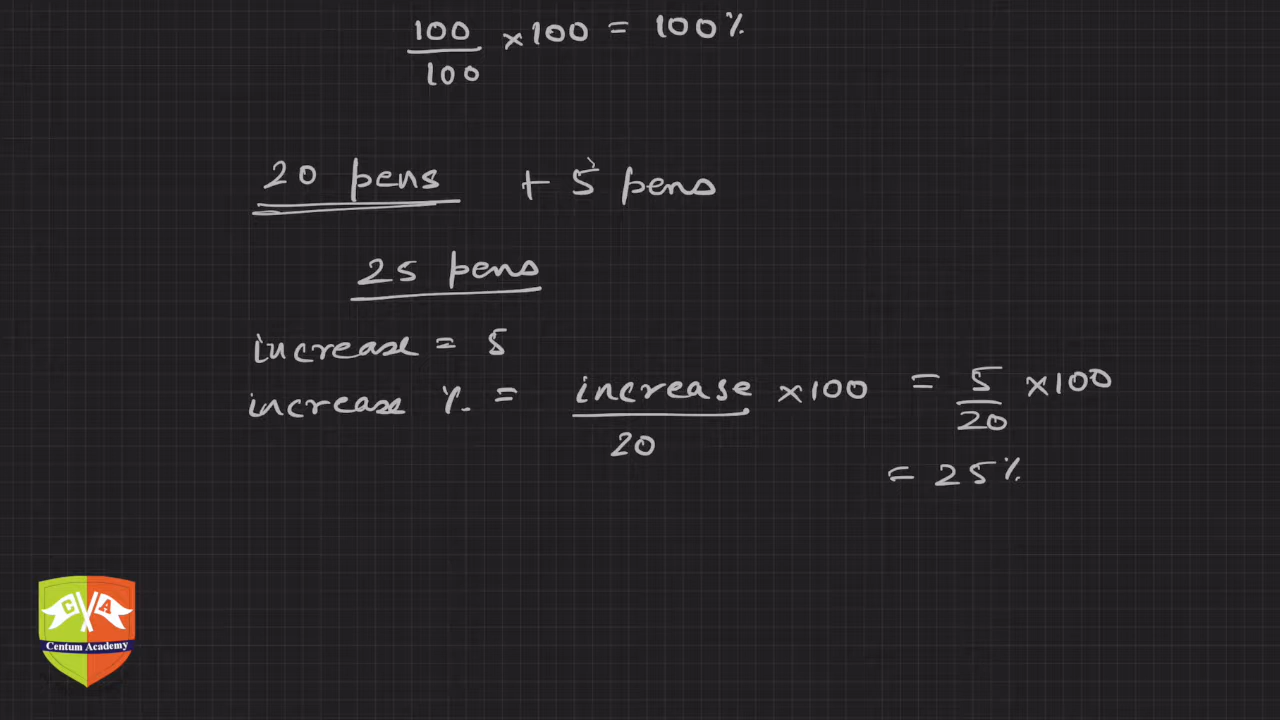 100/100 ×100 = 100%
20 pens + 5 pens
25 pens
increase = 5
increase % = increase/20 ×100 = 5/20 ×100
= 25%
C A
Centum Academy